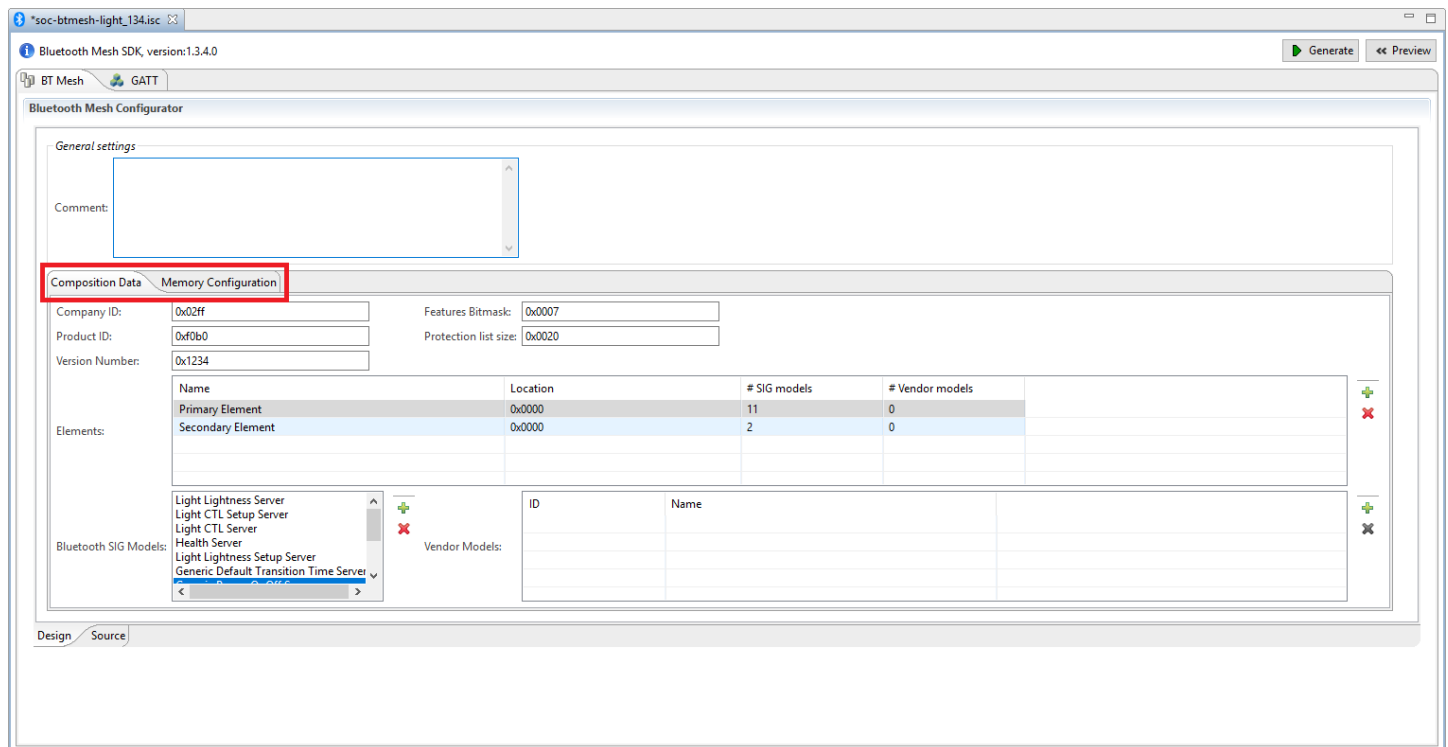 *soc-btmesh-light_134.isc
Bluetooth Mesh SDK, version:1.3.4.0
Generate
Preview
BT Mesh
GATT
Bluetooth Mesh Configurator
General settings
Comment:
Composition Data
Memory Configuration
Company ID:
0x02ff
Features Bitmask:
0x0007
Product ID:
0xf0b0
Protection list size:
0x0020
Version Number:
0x1234
Elements:
Name Location # SIG models # Vendor models
Primary Element 0x0000 11 0
Secondary Element 0x0000 2 0
Bluetooth SIG Models:
Light Lightness Server
Light CTL Setup Server
Light CTL Server
Health Server
Light Lightness Setup Server
Generic Default Transition Time Server
Vendor Models:
ID Name
Design
Source